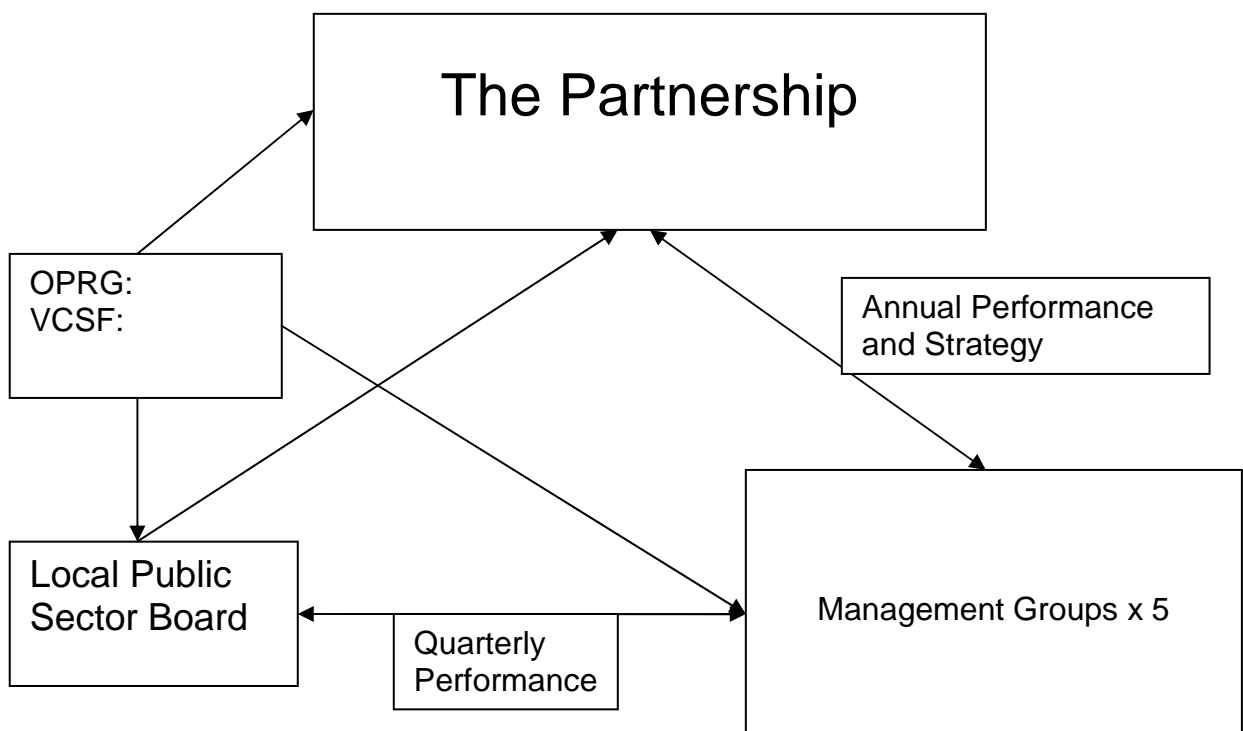 The Partnership
OPRG:
VCSF:
Annual Performance
and Strategy
Local Public
Sector Board
Quarterly
Performance
Management Groups x 5